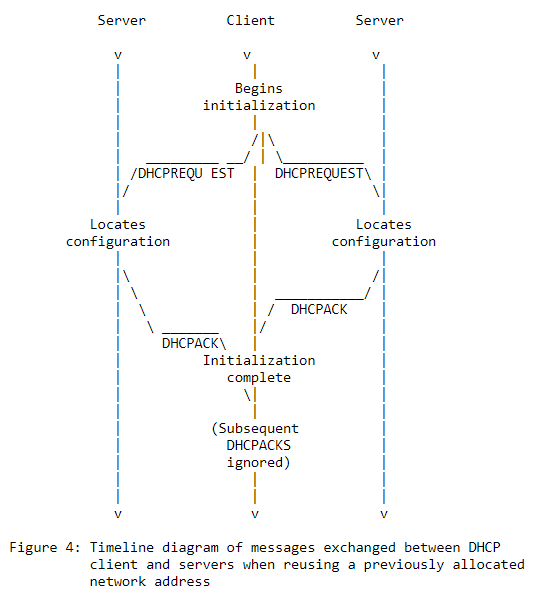 Server Client Server
v v v
Begins
initialization
DHCPREQU EST DHCPREQUEST
Locates Locates
configuration configuration
DHCPACK
DHCPACK
Initialization
complete
(Subsequent
DHCPACKS
ignored)
v v v
Figure 4: Timeline diagram of messages exchanged between DHCP
client and servers when reusing a previously allocated
network address